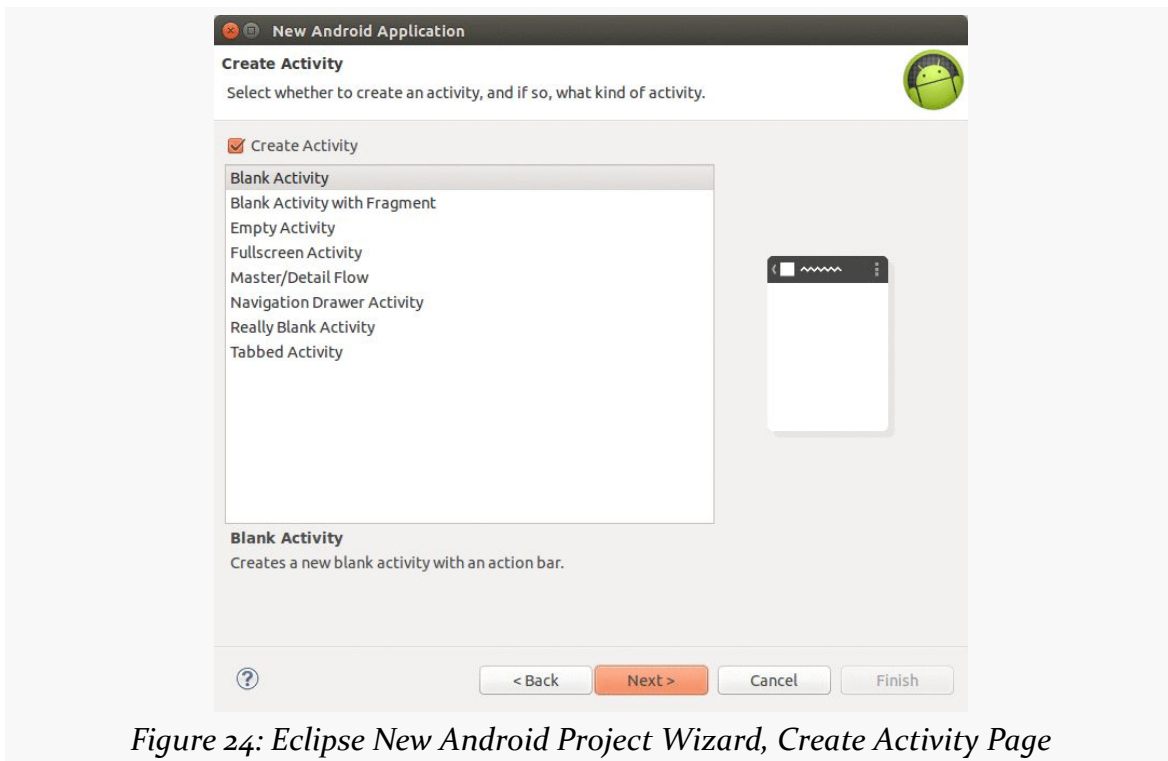 New Android Application
Create Activity
Select whether to create an activity, and if so, what kind of activity.
Create Activity
Blank Activity
Blank Activity with Fragment
Empty Activity
Fullscreen Activity
Master/Detail Flow
Navigation Drawer Activity
Really Blank Activity
Tabbed Activity
Blank Activity
Creates a new blank activity with an action bar.
? < Back Next > Cancel Finish
Figure 24: Eclipse New Android Project Wizard, Create Activity Page